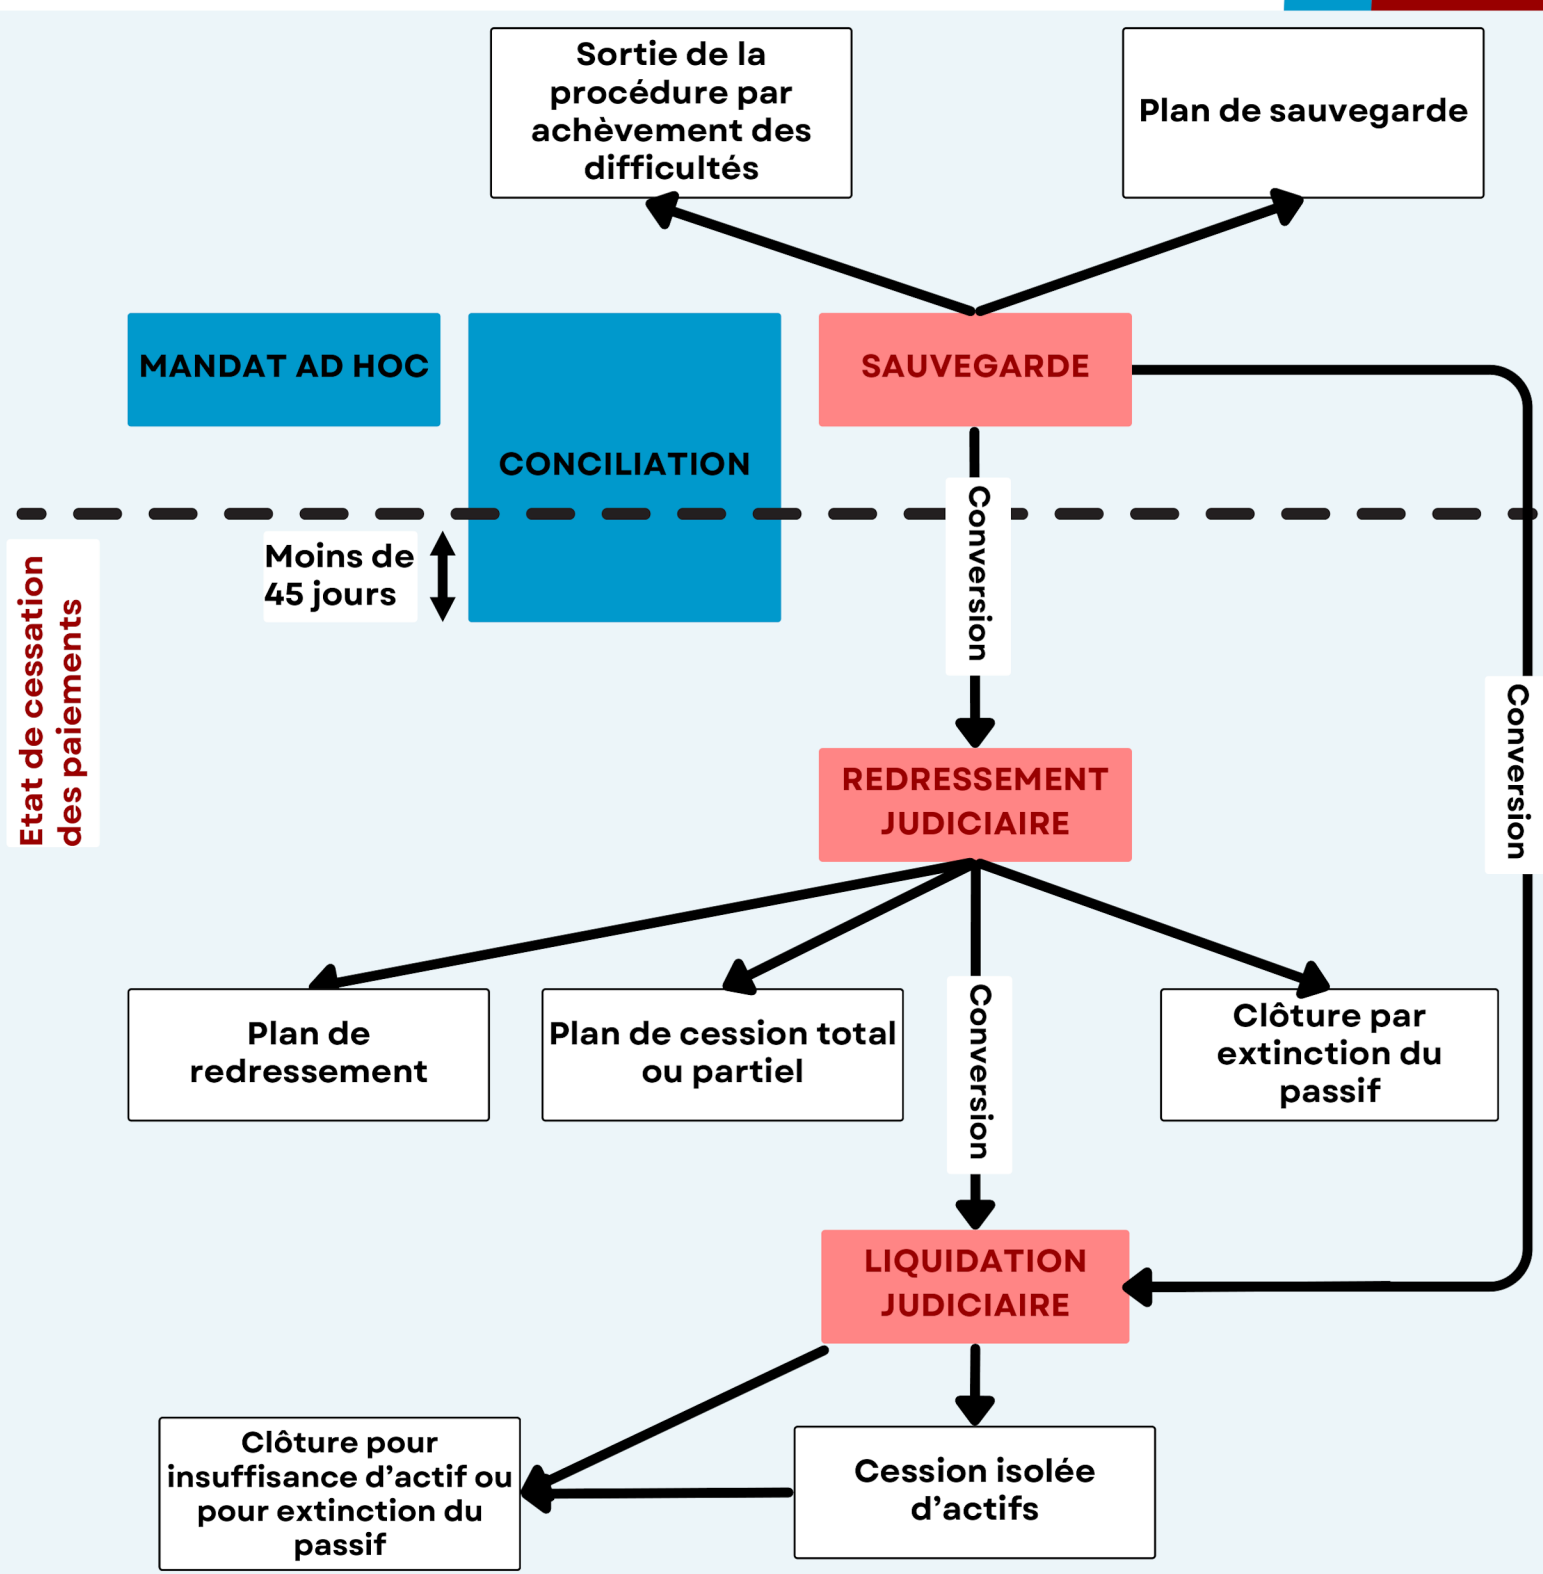 Sortie de la
procédure par
achèvement des
difficultés
Plan de sauvegarde
MANDAT AD HOC
CONCILIATION
SAUVEGARDE
Conversion
Moins de
45 jours
Etat de cessation
des paiements
Conversion
REDRESSEMENT
JUDICIAIRE
Plan de
redressement
Plan de cession total
ou partiel
Conversion
Clôture par
extinction du
passif
LIQUIDATION
JUDICIAIRE
Clôture pour
insuffisance d’actif ou
pour extinction du
passif
Cession isolée
d’actifs